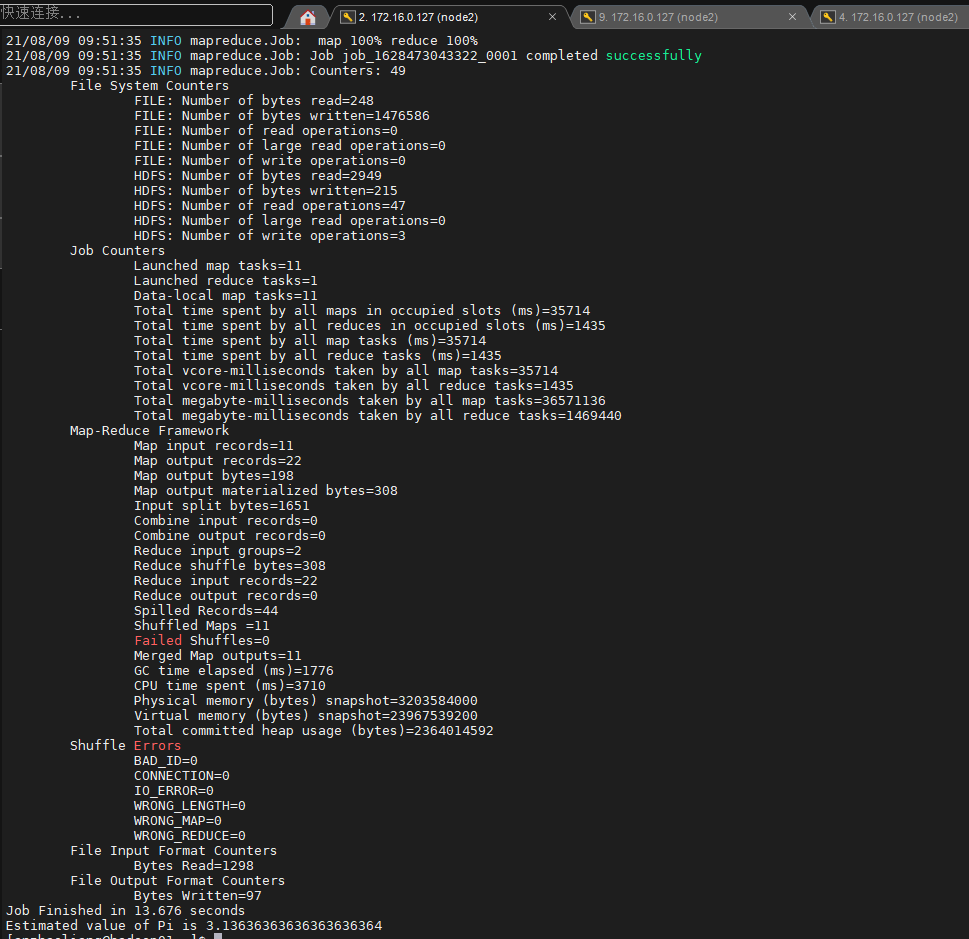 快速连接...
2. 172.16.0.127 (node2)
9. 172.16.0.127 (node2)
4. 172.16.0.127 (node2)
21/08/09 09:51:35 INFO mapreduce.Job:  map 100% reduce 100%
21/08/09 09:51:35 INFO mapreduce.Job: Job job_1628473043322_0001 completed successfully
21/08/09 09:51:35 INFO mapreduce.Job: Counters: 49
File System Counters
FILE: Number of bytes read=248
FILE: Number of bytes written=1476586
FILE: Number of read operations=0
FILE: Number of large read operations=0
FILE: Number of write operations=0
HDFS: Number of bytes read=2949
HDFS: Number of bytes written=215
HDFS: Number of read operations=47
HDFS: Number of large read operations=0
HDFS: Number of write operations=3
Job Counters
Launched map tasks=11
Launched reduce tasks=1
Data-local map tasks=11
Total time spent by all maps in occupied slots (ms)=35714
Total time spent by all reduces in occupied slots (ms)=1435
Total time spent by all map tasks (ms)=35714
Total time spent by all reduce tasks (ms)=1435
Total vcore-milliseconds taken by all map tasks=35714
Total vcore-milliseconds taken by all reduce tasks=1435
Total megabyte-milliseconds taken by all map tasks=36571136
Total megabyte-milliseconds taken by all reduce tasks=1469440
Map-Reduce Framework
Map input records=11
Map output records=22
Map output bytes=198
Map output materialized bytes=308
Input split bytes=1651
Combine input records=0
Combine output records=0
Reduce input groups=2
Reduce shuffle bytes=308
Reduce input records=22
Reduce output records=0
Spilled Records=44
Shuffled Maps =11
Failed Shuffles=0
Merged Map outputs=11
GC time elapsed (ms)=1776
CPU time spent (ms)=3710
Physical memory (bytes) snapshot=3203584000
Virtual memory (bytes) snapshot=23967539200
Total committed heap usage (bytes)=2364014592
Shuffle Errors
BAD_ID=0
CONNECTION=0
IO_ERROR=0
WRONG_LENGTH=0
WRONG_MAP=0
WRONG_REDUCE=0
File Input Format Counters
Bytes Read=1298
File Output Format Counters
Bytes Written=97
Job Finished in 13.676 seconds
Estimated value of Pi is 3.13636363636363636364